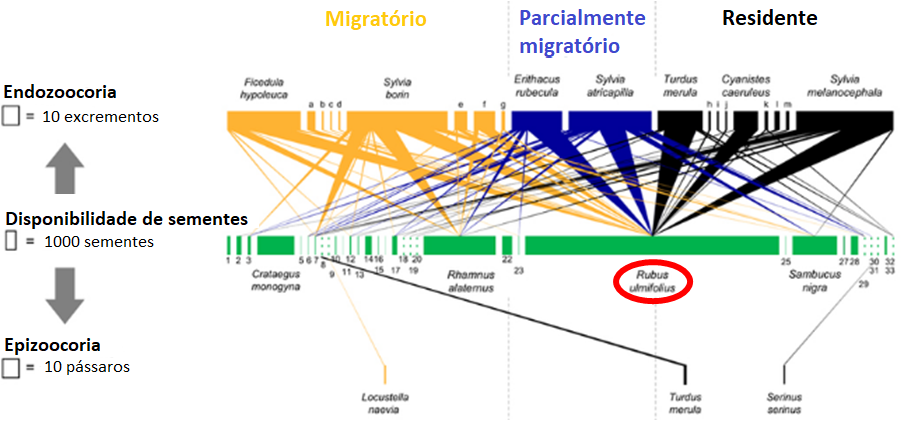 Migratório
Parcialmente
migratório
Residente
Endozoocoria
= 10 excrementos
Disponibilidade de sementes
= 1000 sementes
Epizoocoria
= 10 pássaros
Ficedula
hypoleuca
Sylvia
borin
Erithacus
rubecula
Sylvia
atricapilla
Turdus
merula
Cyanistes
caeruleus
Sylvia
melanocephala
a b c d e f g h i j k l m
1 2 3 5 6 7 8 9 10 11 12 13 14 15 16 17 18 19 20 22 23 25 27 28 29 30 31 32 33
Crataegus
monogyna
Rhamnus
alaternus
Rubus
ulmifolius
Sambucus
nigra
Locustella
naevia
Turdus
merula
Serinus
serinus